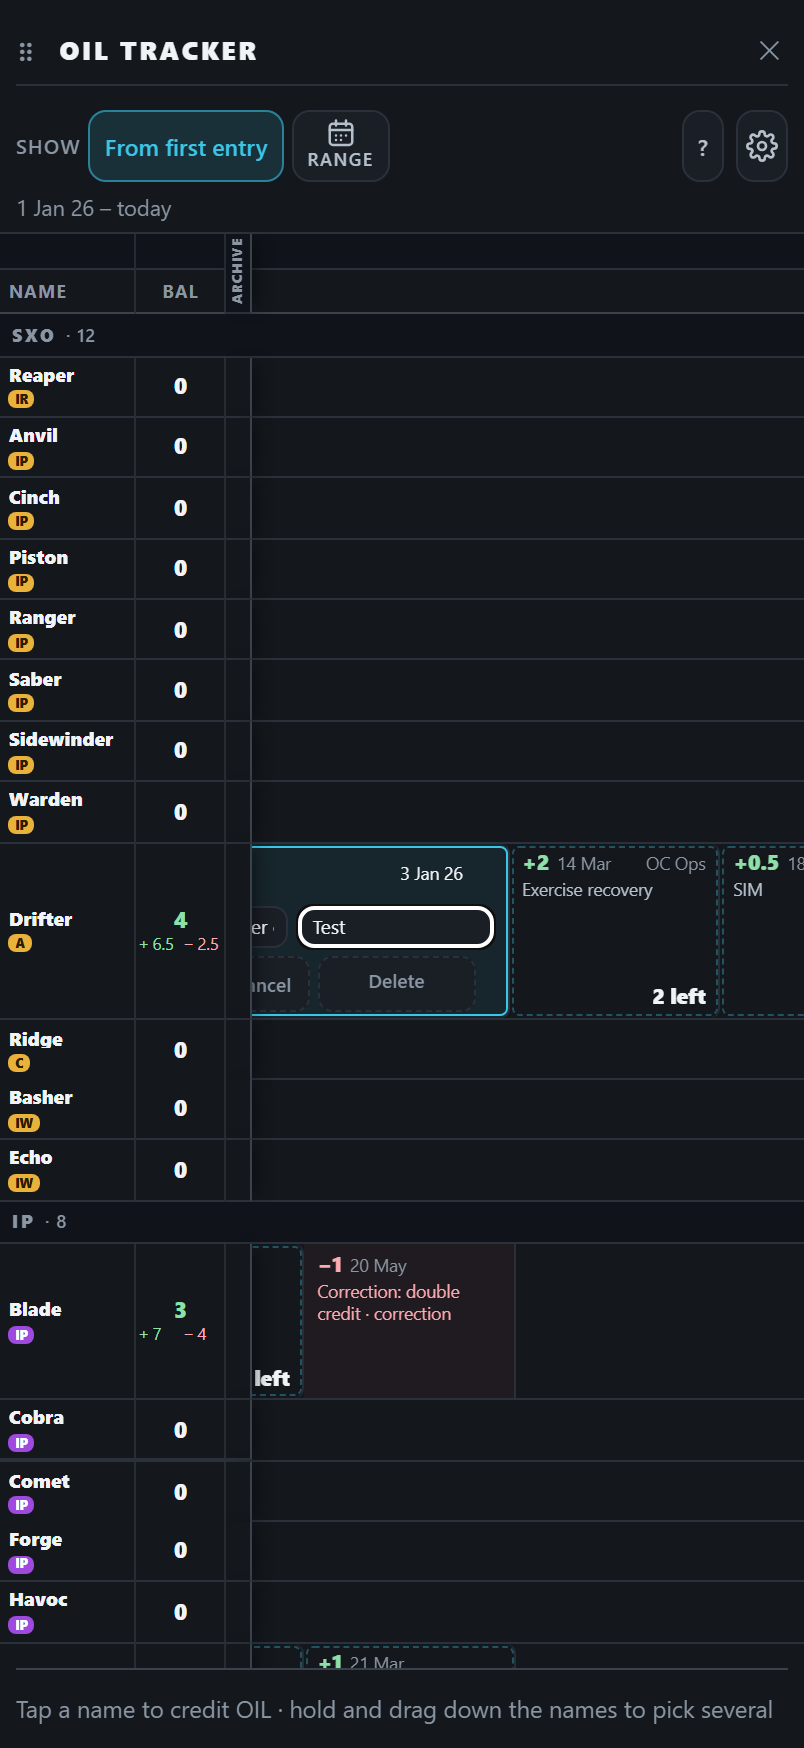 OIL TRACKER
SHOW From first entry RANGE ?
1 Jan 26 – today
NAME BAL ARCHIVE
SXO · 12
Reaper 0
IR
Anvil 0
IP
Cinch 0
IP
Piston 0
IP
Ranger 0
IP
Saber 0
IP
Sidewinder 0
IP
Warden 0
IP
3 Jan 26 +2 14 Mar OC Ops +0.5 18
Exercise recovery SIM
Drifter 4 er Test
A + 6.5 – 2.5
ncel Delete 2 left
Ridge 0
C
Basher 0
IW
Echo 0
IW
IP · 8
–1 20 May
Correction: double
credit · correction
Blade 3
IP + 7 – 4
left
Cobra 0
IP
Comet 0
IP
Forge 0
IP
Havoc 0
IP
+1 21 Mar
Tap a name to credit OIL · hold and drag down the names to pick several